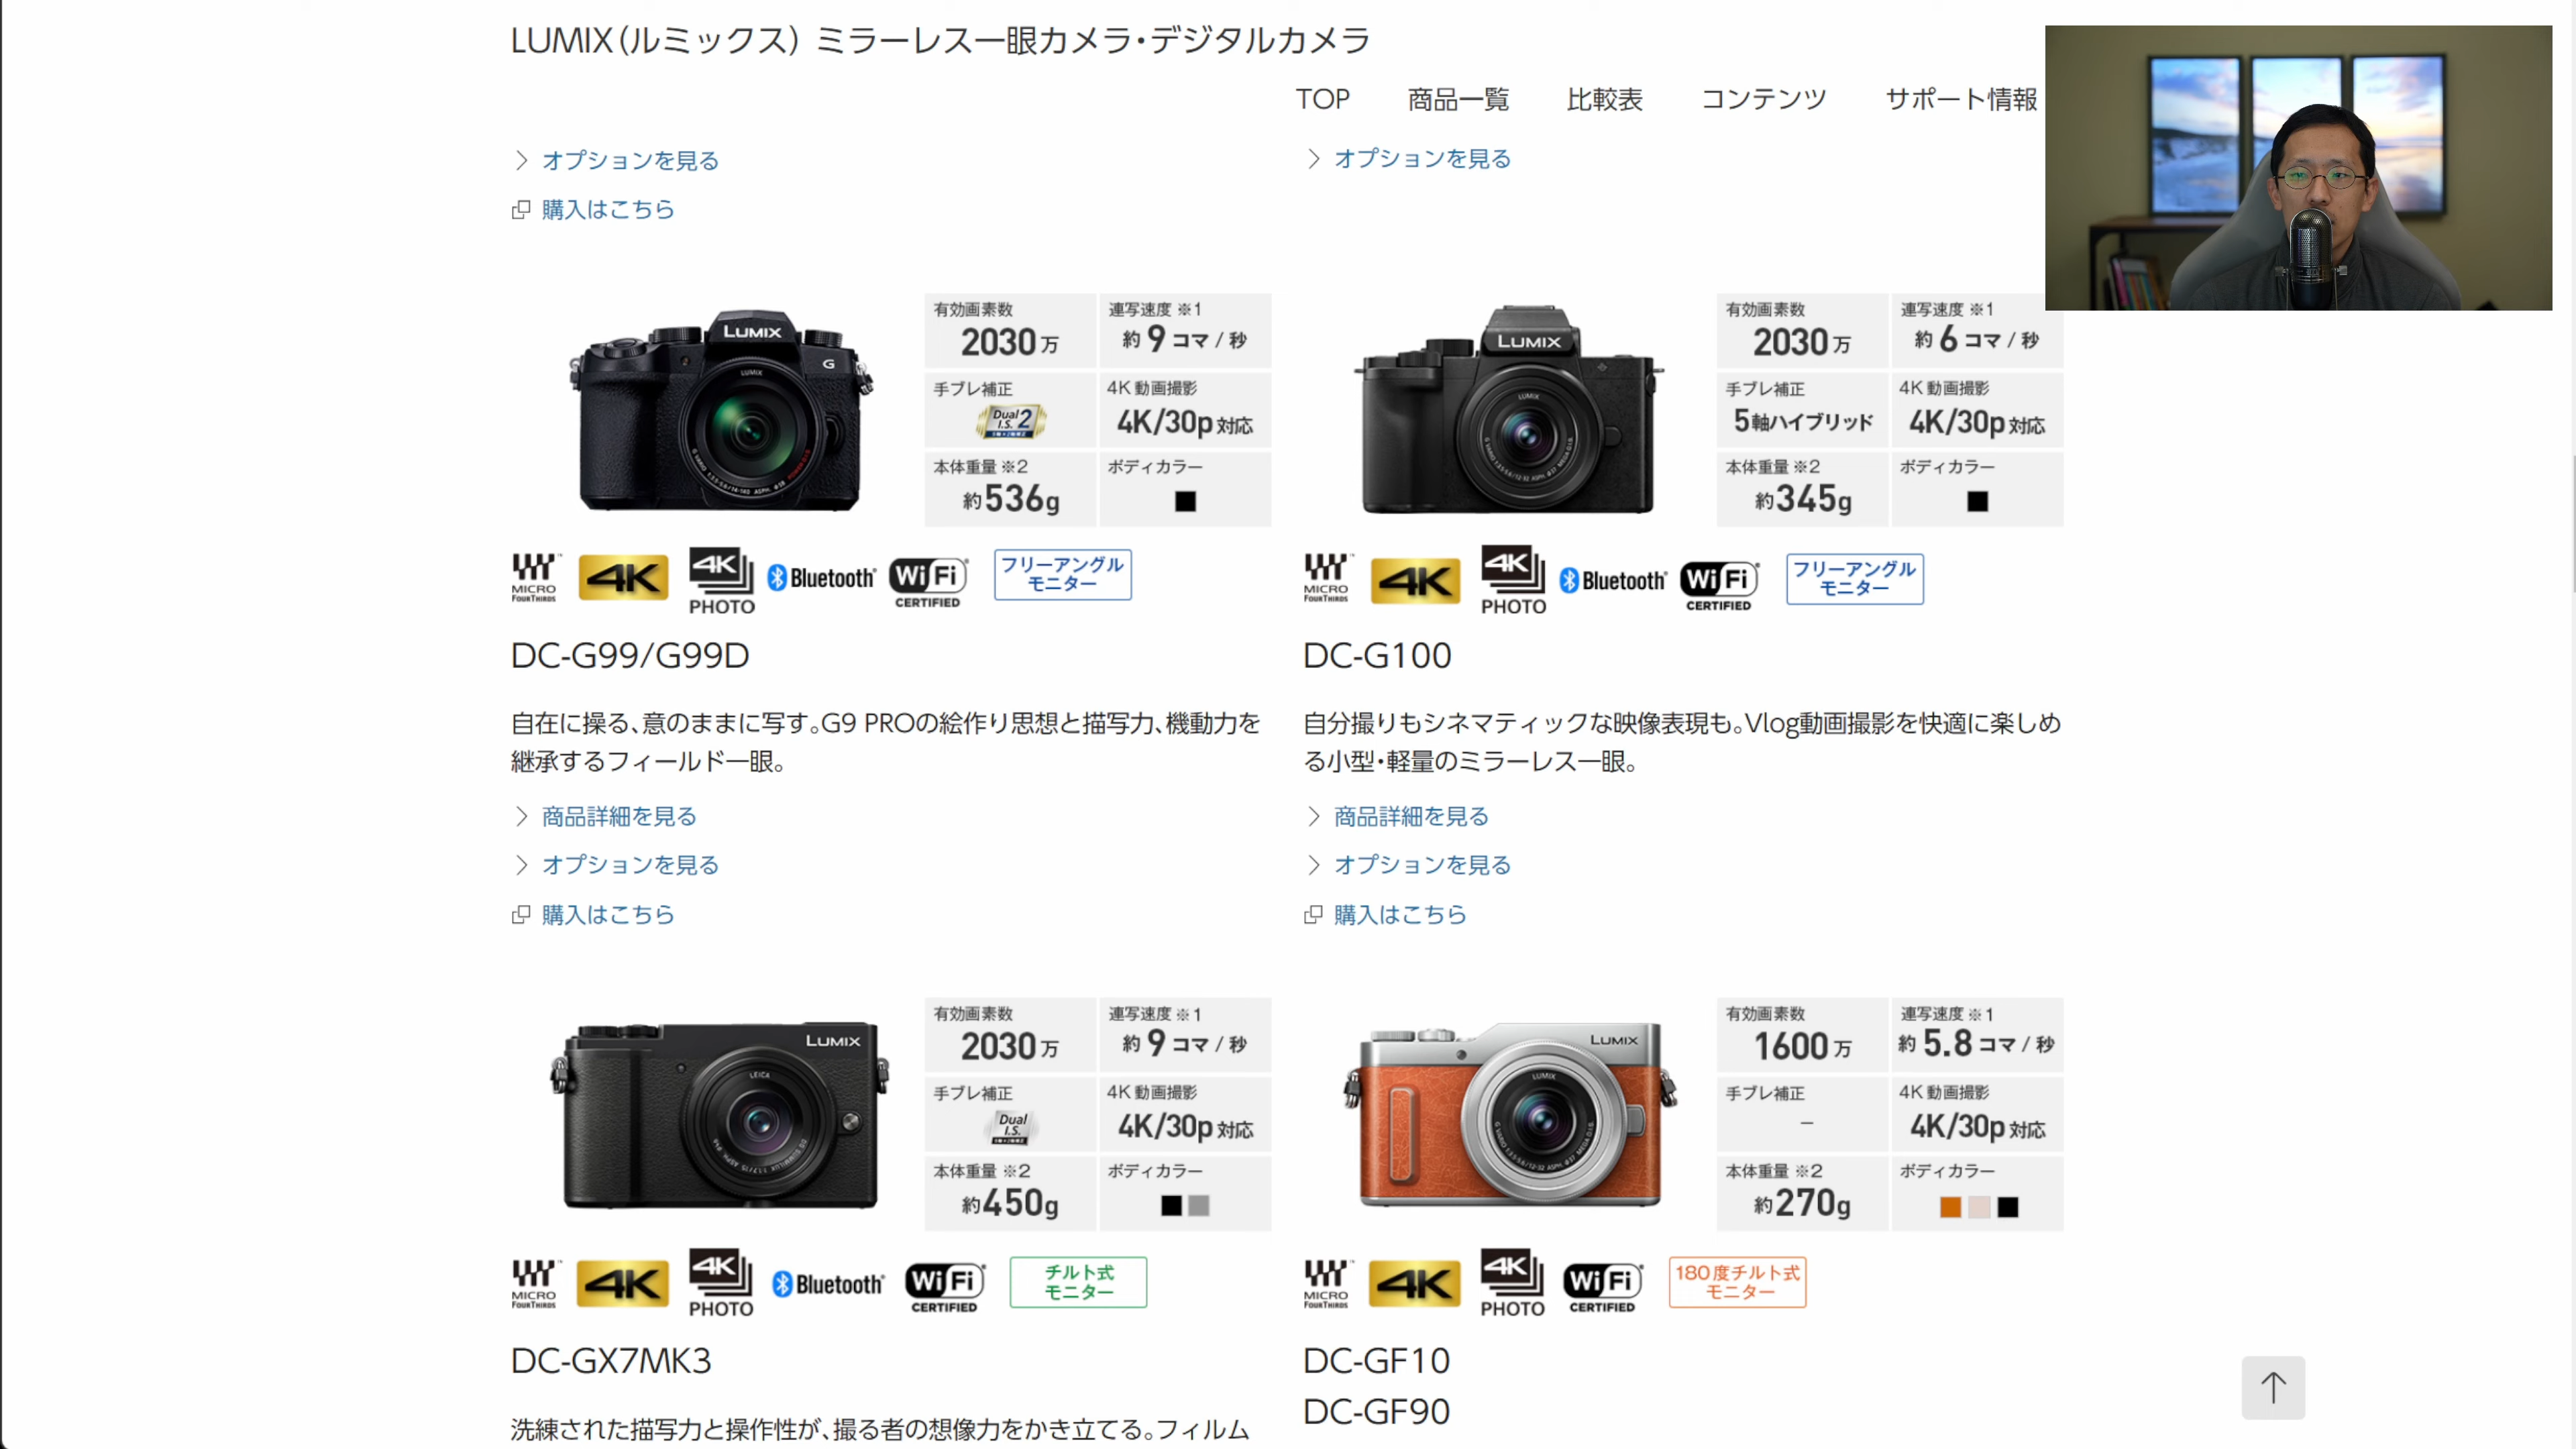 LUMIX（ルミックス） ミラーレス一眼カメラ・デジタルカメラ
TOP 商品一覧 比較表 コンテンツ サポート情報
オプションを見る
購入はこちら
オプションを見る
LUMIX
G
有効画素数
2030万
連写速度 ※1
約9コマ / 秒
手ブレ補正
Dual I.S. 2
4K 動画撮影
4K/30p対応
本体重量 ※2
約536g
ボディカラー
MICRO FOURTHIRDS
4K
4K PHOTO
Bluetooth
Wi Fi CERTIFIED
フリーアングル
モニター
DC-G99/G99D
自在に操る、意のままに写す。G9 PROの絵作り思想と描写力、機動力を
継承するフィールド一眼。
商品詳細を見る
オプションを見る
購入はこちら
LUMIX
有効画素数
2030万
連写速度 ※1
約6コマ / 秒
手ブレ補正
5軸ハイブリッド
4K 動画撮影
4K/30p対応
本体重量 ※2
約345g
ボディカラー
MICRO FOURTHIRDS
4K
4K PHOTO
Bluetooth
Wi Fi CERTIFIED
フリーアングル
モニター
DC-G100
自分撮りもシネマティックな映像表現も。Vlog動画撮影を快適に楽しめ
る小型・軽量のミラーレス一眼。
商品詳細を見る
オプションを見る
購入はこちら
LUMIX
LEICA
有効画素数
2030万
連写速度 ※1
約9コマ / 秒
手ブレ補正
Dual I.S.
4K 動画撮影
4K/30p対応
本体重量 ※2
約450g
ボディカラー
MICRO FOURTHIRDS
4K
4K PHOTO
Bluetooth
Wi Fi CERTIFIED
チルト式
モニター
DC-GX7MK3
洗練された描写力と操作性が、撮る者の想像力をかき立てる。フィルム
LUMIX
LUMIX
有効画素数
1600万
連写速度 ※1
約5.8コマ / 秒
手ブレ補正
−
4K 動画撮影
4K/30p対応
本体重量 ※2
約270g
ボディカラー
MICRO FOURTHIRDS
4K
4K PHOTO
Wi Fi CERTIFIED
180度チルト式
モニター
DC-GF10
DC-GF90